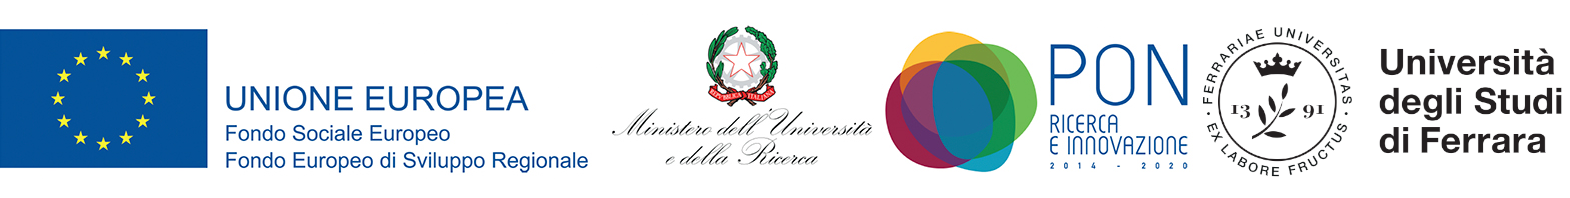 UNIONE EUROPEA
Fondo Sociale Europeo
Fondo Europeo di Sviluppo Regionale
REPVBBLICA ITALIANA
Ministero dell'Università
e della Ricerca
PON
RICERCA
E INNOVAZIONE
2014 - 2020
FERRARIAE UNIVERSITAS
EX LABORE FRUCTUS
13 91
Università
degli Studi
di Ferrara